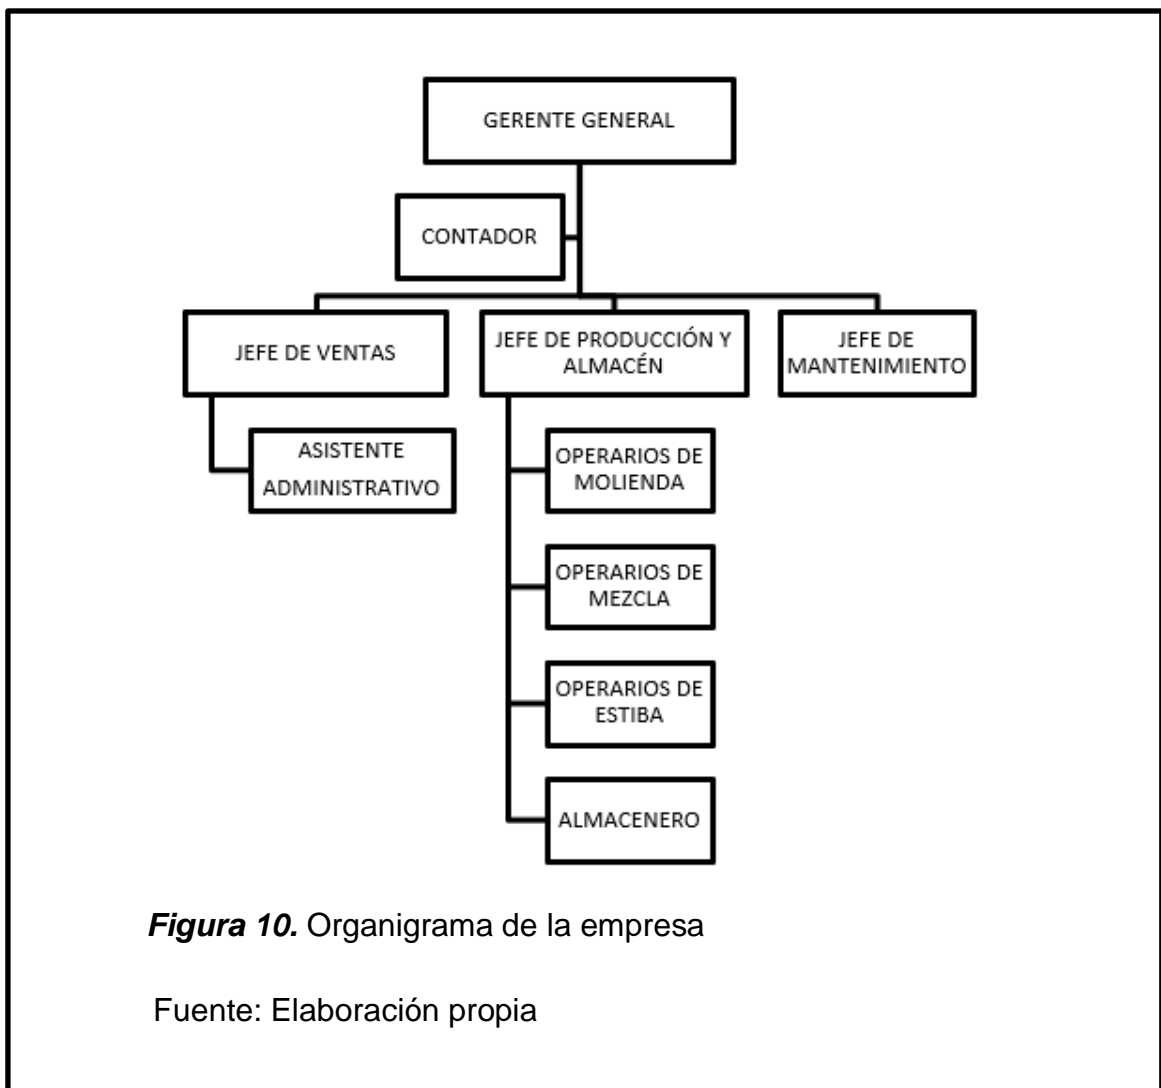 GERENTE GENERAL
CONTADOR
JEFE DE VENTAS
JEFE DE PRODUCCIÓN Y
ALMACÉN
JEFE DE
MANTENIMIENTO
ASISTENTE
ADMINISTRATIVO
OPERARIOS DE
MOLIENDA
OPERARIOS DE
MEZCLA
OPERARIOS DE
ESTIBA
ALMACENERO
Figura 10. Organigrama de la empresa
Fuente: Elaboración propia